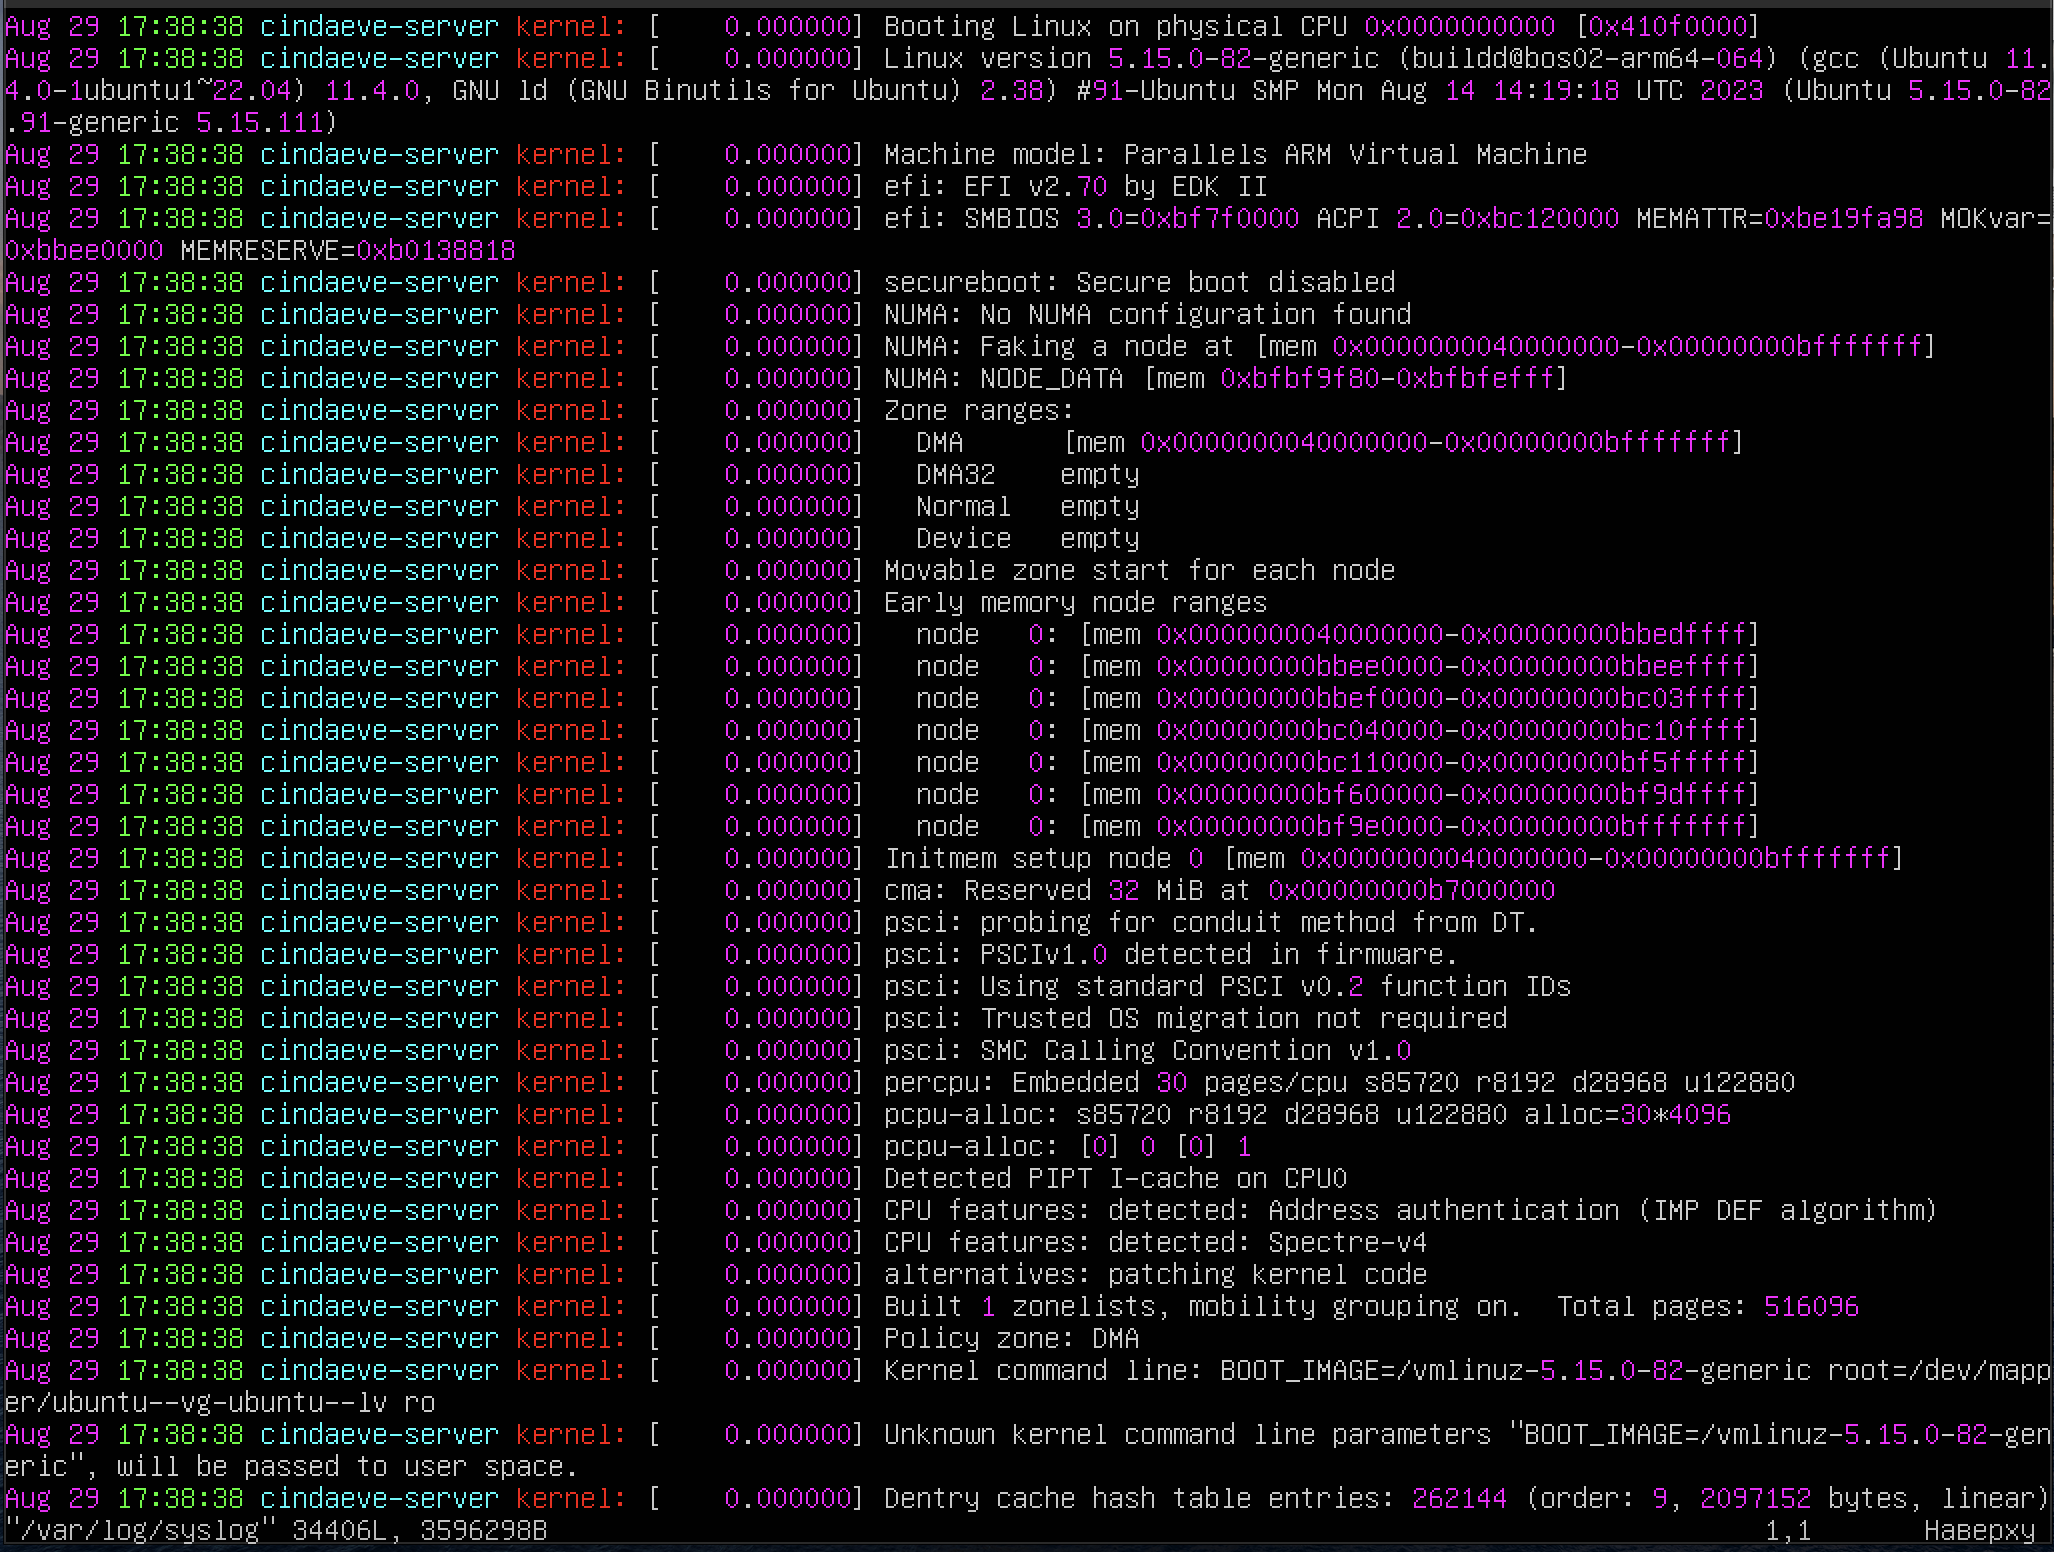 Aug 29 17:38:38 cindaeve-server kernel: [    0.000000] Booting Linux on physical CPU 0x0000000000 [0x410f0000]
Aug 29 17:38:38 cindaeve-server kernel: [    0.000000] Linux version 5.15.0-82-generic (buildd@bos02-arm64-064) (gcc (Ubuntu 11.
4.0-1ubuntu1~22.04) 11.4.0, GNU ld (GNU Binutils for Ubuntu) 2.38) #91-Ubuntu SMP Mon Aug 14 14:19:18 UTC 2023 (Ubuntu 5.15.0-82
.91-generic 5.15.111)
Aug 29 17:38:38 cindaeve-server kernel: [    0.000000] Machine model: Parallels ARM Virtual Machine
Aug 29 17:38:38 cindaeve-server kernel: [    0.000000] efi: EFI v2.70 by EDK II
Aug 29 17:38:38 cindaeve-server kernel: [    0.000000] efi: SMBIOS 3.0=0xbf7f0000 ACPI 2.0=0xbc120000 MEMATTR=0xbe19fa98 MOKvar=
0xbbee0000 MEMRESERVE=0xb0138818
Aug 29 17:38:38 cindaeve-server kernel: [    0.000000] secureboot: Secure boot disabled
Aug 29 17:38:38 cindaeve-server kernel: [    0.000000] NUMA: No NUMA configuration found
Aug 29 17:38:38 cindaeve-server kernel: [    0.000000] NUMA: Faking a node at [mem 0x0000000040000000-0x00000000bfffffff]
Aug 29 17:38:38 cindaeve-server kernel: [    0.000000] NUMA: NODE_DATA [mem 0xbfbf9f80-0xbfbfefff]
Aug 29 17:38:38 cindaeve-server kernel: [    0.000000] Zone ranges:
Aug 29 17:38:38 cindaeve-server kernel: [    0.000000]   DMA      [mem 0x0000000040000000-0x00000000bfffffff]
Aug 29 17:38:38 cindaeve-server kernel: [    0.000000]   DMA32    empty
Aug 29 17:38:38 cindaeve-server kernel: [    0.000000]   Normal   empty
Aug 29 17:38:38 cindaeve-server kernel: [    0.000000]   Device   empty
Aug 29 17:38:38 cindaeve-server kernel: [    0.000000] Movable zone start for each node
Aug 29 17:38:38 cindaeve-server kernel: [    0.000000] Early memory node ranges
Aug 29 17:38:38 cindaeve-server kernel: [    0.000000]   node   0: [mem 0x0000000040000000-0x00000000bbedffff]
Aug 29 17:38:38 cindaeve-server kernel: [    0.000000]   node   0: [mem 0x00000000bbee0000-0x00000000bbeeffff]
Aug 29 17:38:38 cindaeve-server kernel: [    0.000000]   node   0: [mem 0x00000000bbef0000-0x00000000bc03ffff]
Aug 29 17:38:38 cindaeve-server kernel: [    0.000000]   node   0: [mem 0x00000000bc040000-0x00000000bc10ffff]
Aug 29 17:38:38 cindaeve-server kernel: [    0.000000]   node   0: [mem 0x00000000bc110000-0x00000000bf5fffff]
Aug 29 17:38:38 cindaeve-server kernel: [    0.000000]   node   0: [mem 0x00000000bf600000-0x00000000bf9dffff]
Aug 29 17:38:38 cindaeve-server kernel: [    0.000000]   node   0: [mem 0x00000000bf9e0000-0x00000000bfffffff]
Aug 29 17:38:38 cindaeve-server kernel: [    0.000000] Initmem setup node 0 [mem 0x0000000040000000-0x00000000bfffffff]
Aug 29 17:38:38 cindaeve-server kernel: [    0.000000] cma: Reserved 32 MiB at 0x00000000b7000000
Aug 29 17:38:38 cindaeve-server kernel: [    0.000000] psci: probing for conduit method from DT.
Aug 29 17:38:38 cindaeve-server kernel: [    0.000000] psci: PSCIv1.0 detected in firmware.
Aug 29 17:38:38 cindaeve-server kernel: [    0.000000] psci: Using standard PSCI v0.2 function IDs
Aug 29 17:38:38 cindaeve-server kernel: [    0.000000] psci: Trusted OS migration not required
Aug 29 17:38:38 cindaeve-server kernel: [    0.000000] psci: SMC Calling Convention v1.0
Aug 29 17:38:38 cindaeve-server kernel: [    0.000000] percpu: Embedded 30 pages/cpu s85720 r8192 d28968 u122880
Aug 29 17:38:38 cindaeve-server kernel: [    0.000000] pcpu-alloc: s85720 r8192 d28968 u122880 alloc=30*4096
Aug 29 17:38:38 cindaeve-server kernel: [    0.000000] pcpu-alloc: [0] 0 [0] 1
Aug 29 17:38:38 cindaeve-server kernel: [    0.000000] Detected PIPT I-cache on CPU0
Aug 29 17:38:38 cindaeve-server kernel: [    0.000000] CPU features: detected: Address authentication (IMP DEF algorithm)
Aug 29 17:38:38 cindaeve-server kernel: [    0.000000] CPU features: detected: Spectre-v4
Aug 29 17:38:38 cindaeve-server kernel: [    0.000000] alternatives: patching kernel code
Aug 29 17:38:38 cindaeve-server kernel: [    0.000000] Built 1 zonelists, mobility grouping on.  Total pages: 516096
Aug 29 17:38:38 cindaeve-server kernel: [    0.000000] Policy zone: DMA
Aug 29 17:38:38 cindaeve-server kernel: [    0.000000] Kernel command line: BOOT_IMAGE=/vmlinuz-5.15.0-82-generic root=/dev/mapp
er/ubuntu--vg-ubuntu--lv ro
Aug 29 17:38:38 cindaeve-server kernel: [    0.000000] Unknown kernel command line parameters "BOOT_IMAGE=/vmlinuz-5.15.0-82-gen
eric", will be passed to user space.
Aug 29 17:38:38 cindaeve-server kernel: [    0.000000] Dentry cache hash table entries: 262144 (order: 9, 2097152 bytes, linear)
"/var/log/syslog" 34406L, 3596298B 1,1 Наверху